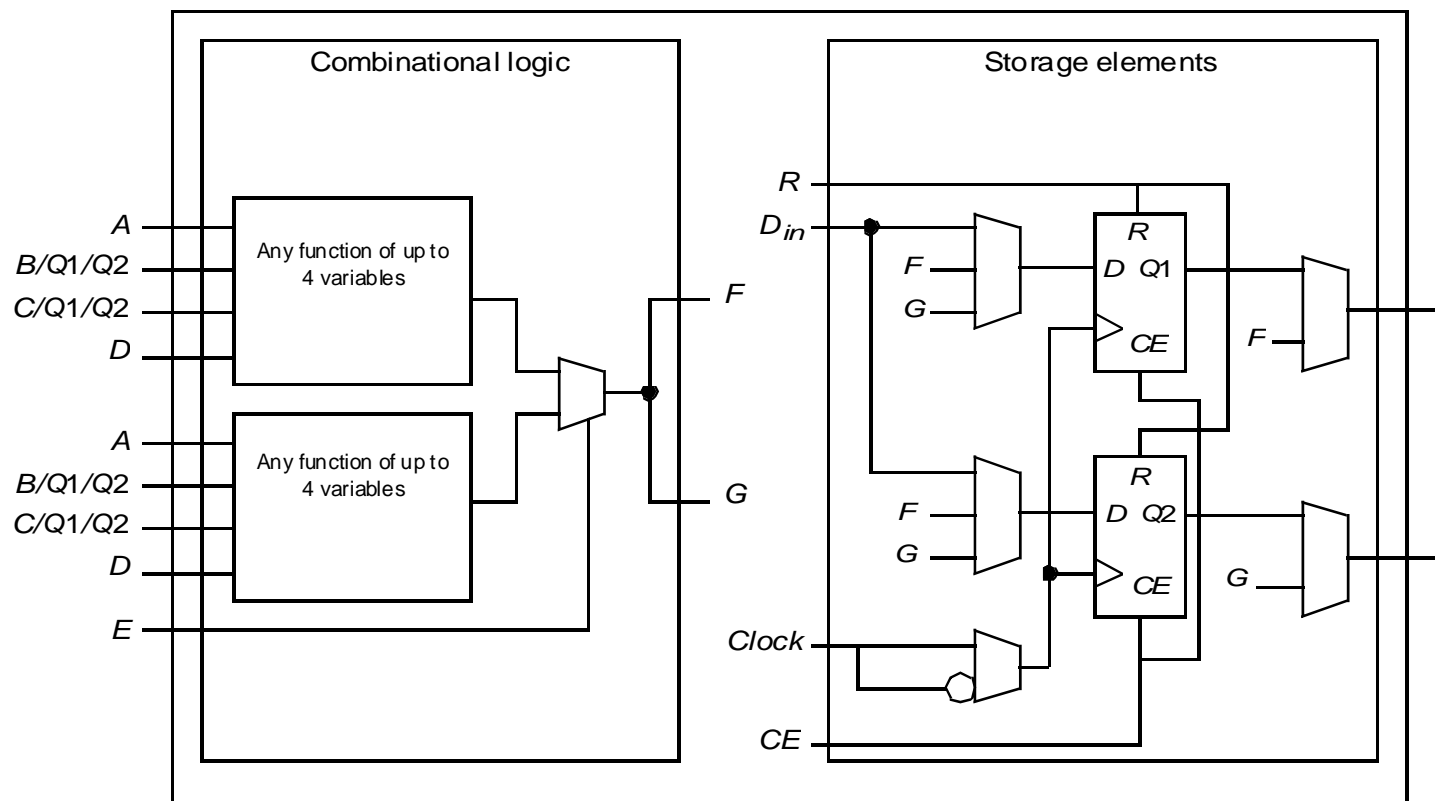 Combinational logic
A
B/Q1/Q2
C/Q1/Q2
D
Any function of up to
4 variables
A
B/Q1/Q2
C/Q1/Q2
D
E
Any function of up to
4 variables
F
G
Storage elements
R
Din
F
G
R
D Q1
CE
F
F
G
R
D Q2
CE
G
Clock
CE